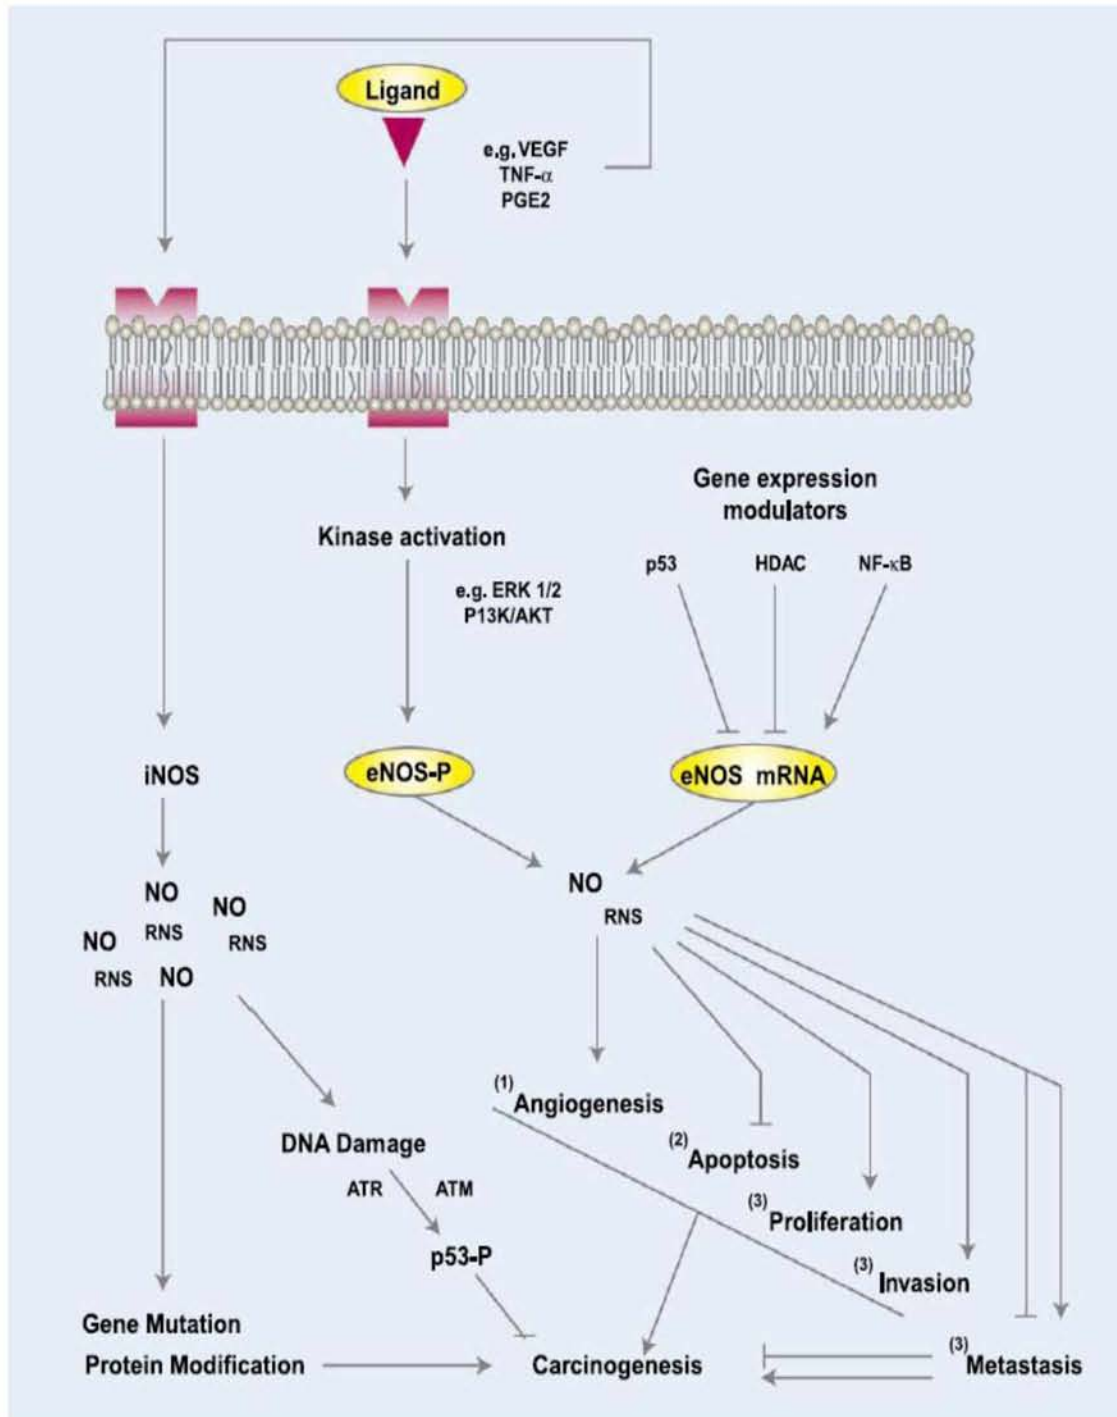 Ligand
e.g. VEGF
TNF-α
PGE2
Gene expression
modulators
Kinase activation
p53 HDAC NF-κB
e.g. ERK 1/2
P13K/AKT
iNOS eNOS-P eNOS mRNA
NO
NO
NO
RNS
NO
RNS
RNS
NO
NO
RNS
(1) Angiogenesis
DNA Damage
(2) Apoptosis
ATR ATM
(3) Proliferation
p53-P
(3) Invasion
Gene Mutation
Protein Modification
Carcinogenesis
(3) Metastasis